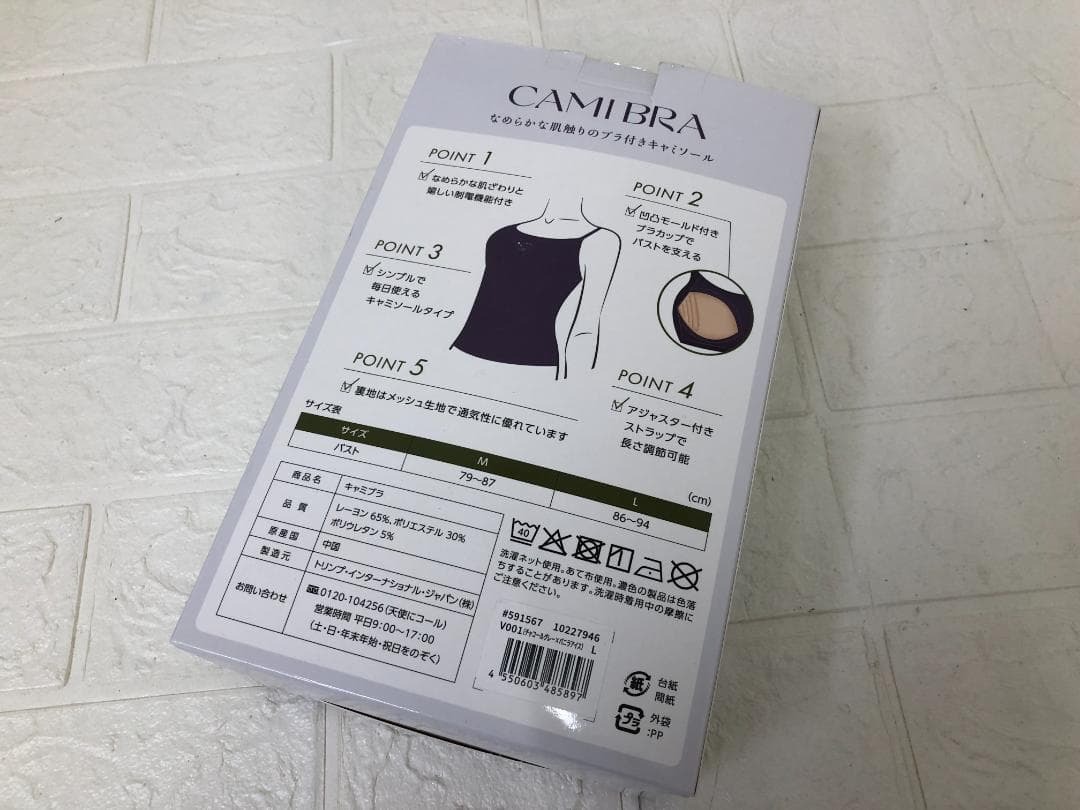 CAMI BRA
なめらかな肌触りのブラ付きキャミソール
POINT 1
なめらかな肌ざわりと
嬉しい制電機能付き
POINT 2
凹凸モールド付き
ブラカップで
バストを支える
POINT 3
シンプルで
毎日使える
キャミソールタイプ
POINT 4
アジャスター付き
ストラップで
長さ調節可能
POINT 5
裏地はメッシュ生地で通気性に優れています
サイズ表
(cm)
サイズ M L
バスト 79~87 86~94
商品名 キャミブラ
品質 レーヨン 65%、ポリエステル 30%
ポリウレタン 5%
原産国 中国
製造元 トリンプ・インターナショナル・ジャパン(株)
お問い合わせ 0120-104256(天使にコール)
営業時間 平日9:00~17:00
(土・日・年末年始・祝日をのぞく)
40
洗濯ネット使用。あて布使用。濃色の製品は色落
ちすることがあります。洗濯時着用中の摩擦に
ご注意ください。
#591567 10227946
V001(チャコールグレー×バニラアイス) L
4 550603 485897
紙 台紙
間紙
プラ 外袋
:PP